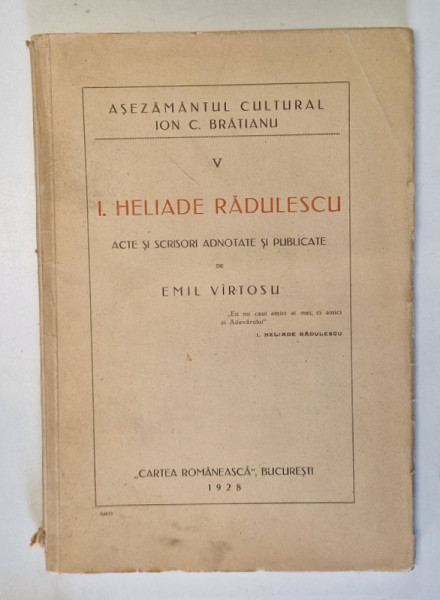 AȘEZĂMÂNTUL CULTURAL
ION C. BRĂTIANU
V
I. HELIADE RĂDULESCU
ACTE ȘI SCRISORI ADNOTATE ȘI PUBLICATE
DE
EMIL VÎRTOSU
„Eu nu caut amici ai mei, ci amici
ai Adevărului”.
I. HELIADE RĂDULESCU
„CARTEA ROMÂNEASCĂ”, BUCUREȘTI
1928